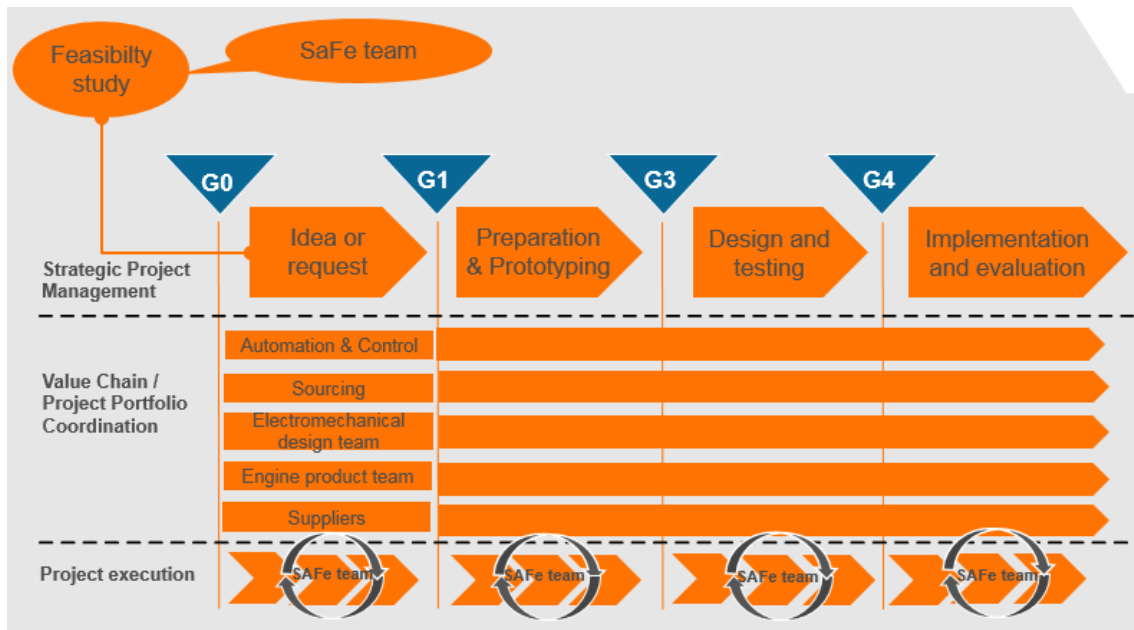 Feasibilty
study
SaFe team
G0
G1
G3
G4
Idea or
request
Preparation
& Prototyping
Design and
testing
Implementation
and evaluation
Strategic Project
Management
Automation & Control
Value Chain /
Project Portfolio
Coordination
Sourcing
Electromechanical
design team
Engine product team
Suppliers
Project execution
SAFe team
SAFe team
SAFe team
SAFe team